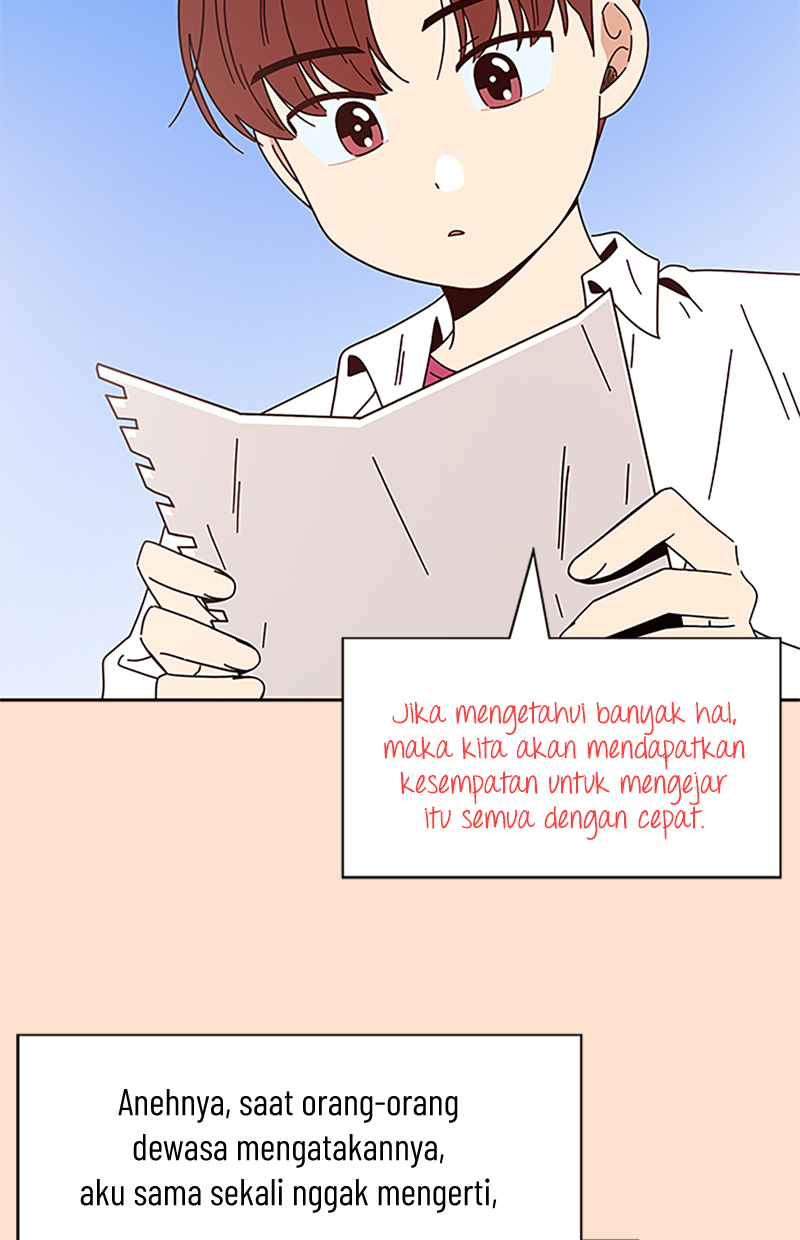 Jika mengetahui banyak hal,
maka kita akan mendapatkan
kesempatan untuk mengejar
itu semua dengan cepat.
Anehnya, saat orang-orang
dewasa mengatakannya,
aku sama sekali nggak mengerti,